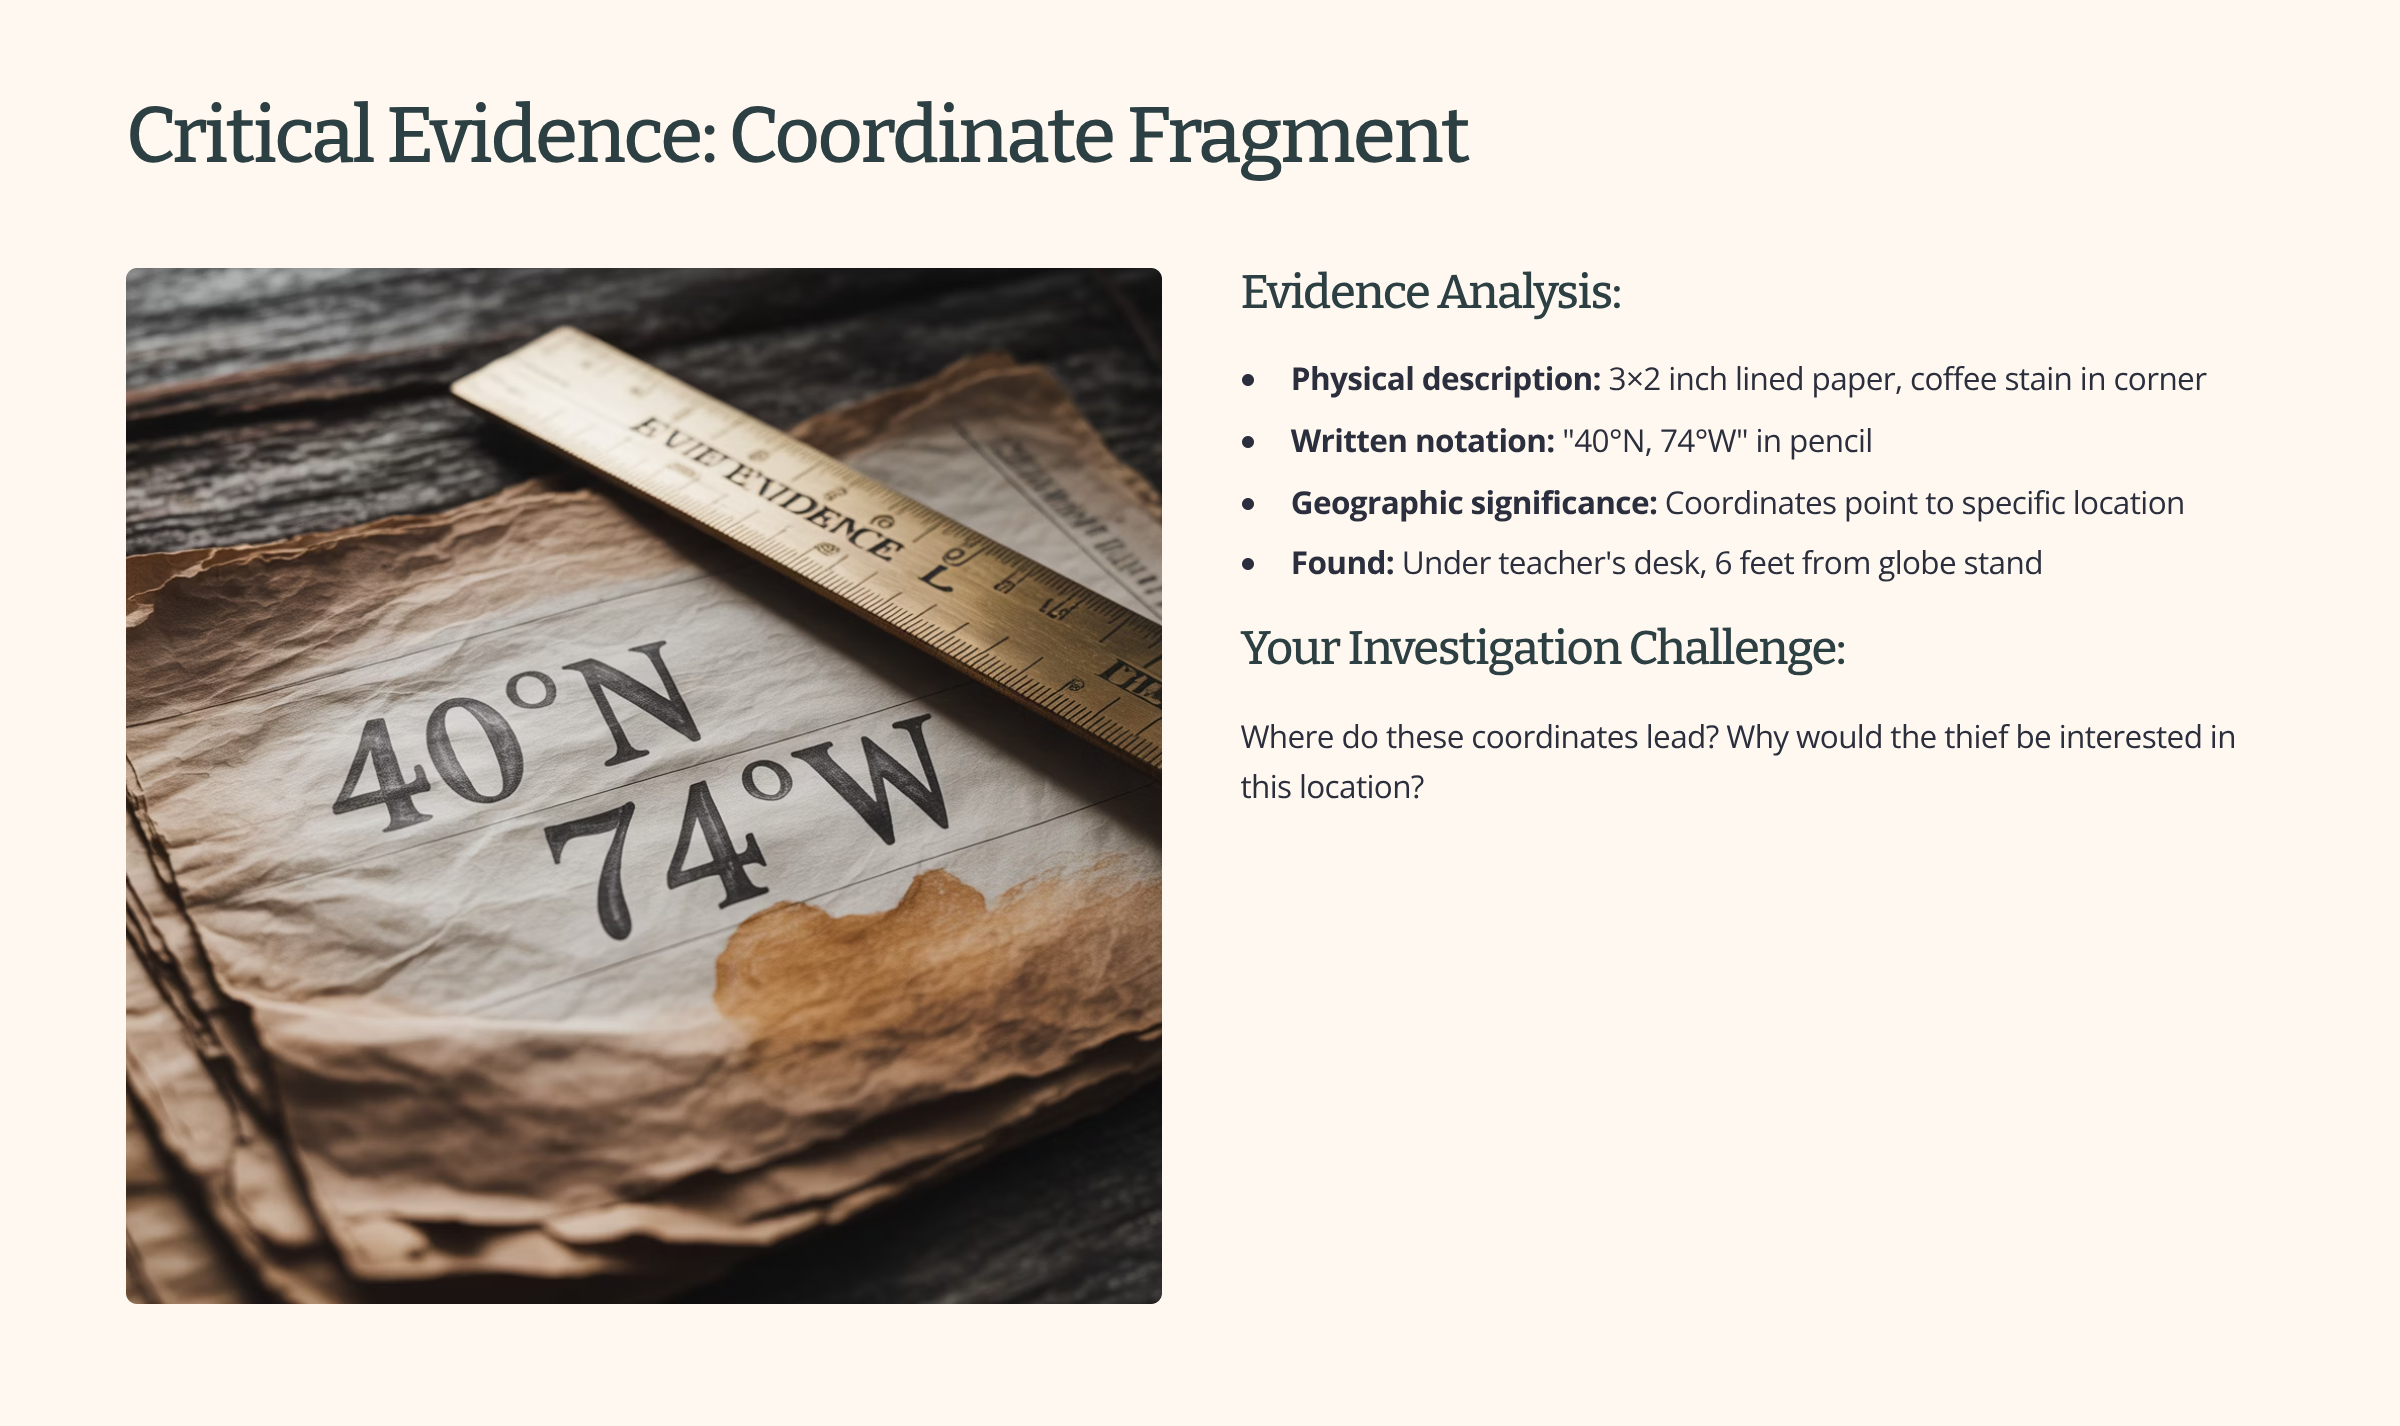 Critical Evidence: Coordinate Fragment
EVIE'EVIDENCE
40°N
74°W
Evidence Analysis:
Physical description: 3×2 inch lined paper, coffee stain in corner
Written notation: "40°N, 74°W" in pencil
Geographic significance: Coordinates point to specific location
Found: Under teacher's desk, 6 feet from globe stand
Your Investigation Challenge:
Where do these coordinates lead? Why would the thief be interested in
this location?